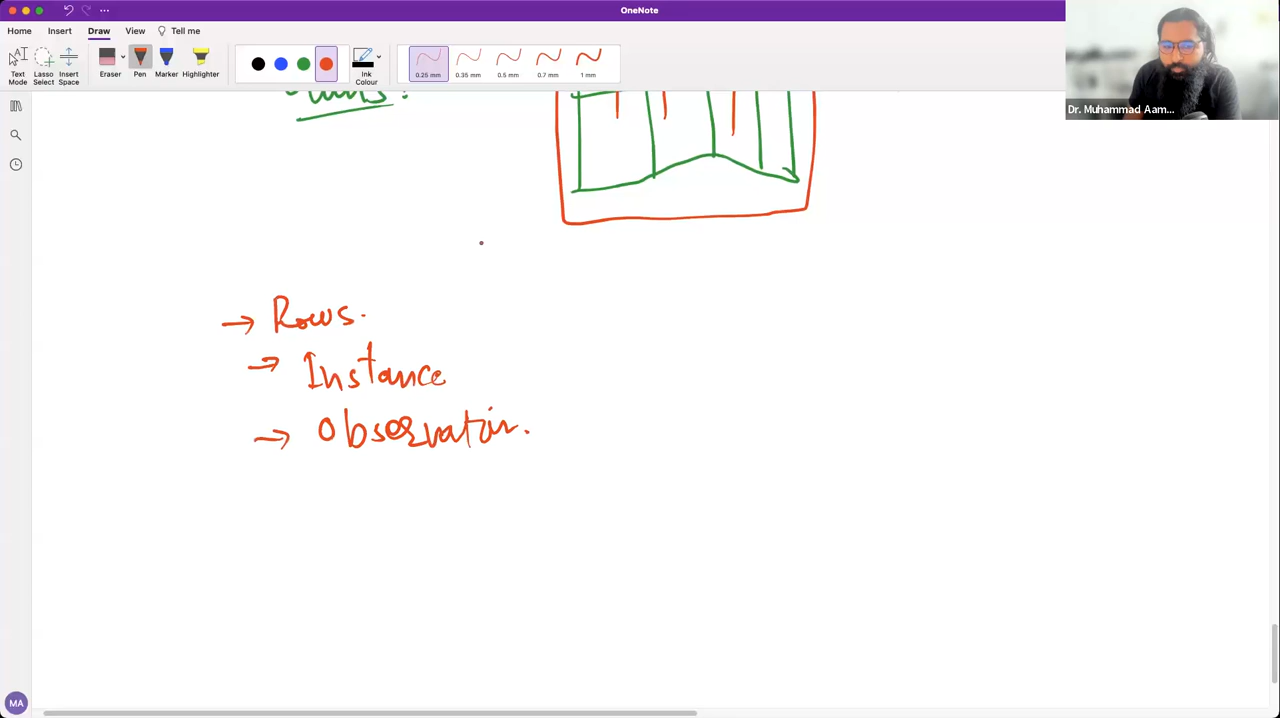 OneNote
Home Insert Draw View Tell me
Text Mode Lasso Select Insert Space Eraser Pen Marker Highlighter Ink Colour 0.25 mm 0.35 mm 0.5 mm 0.7 mm 1 mm
Dr. Muhammad Aam...
→ Rows.
→ Instance
→ Observation.
MA